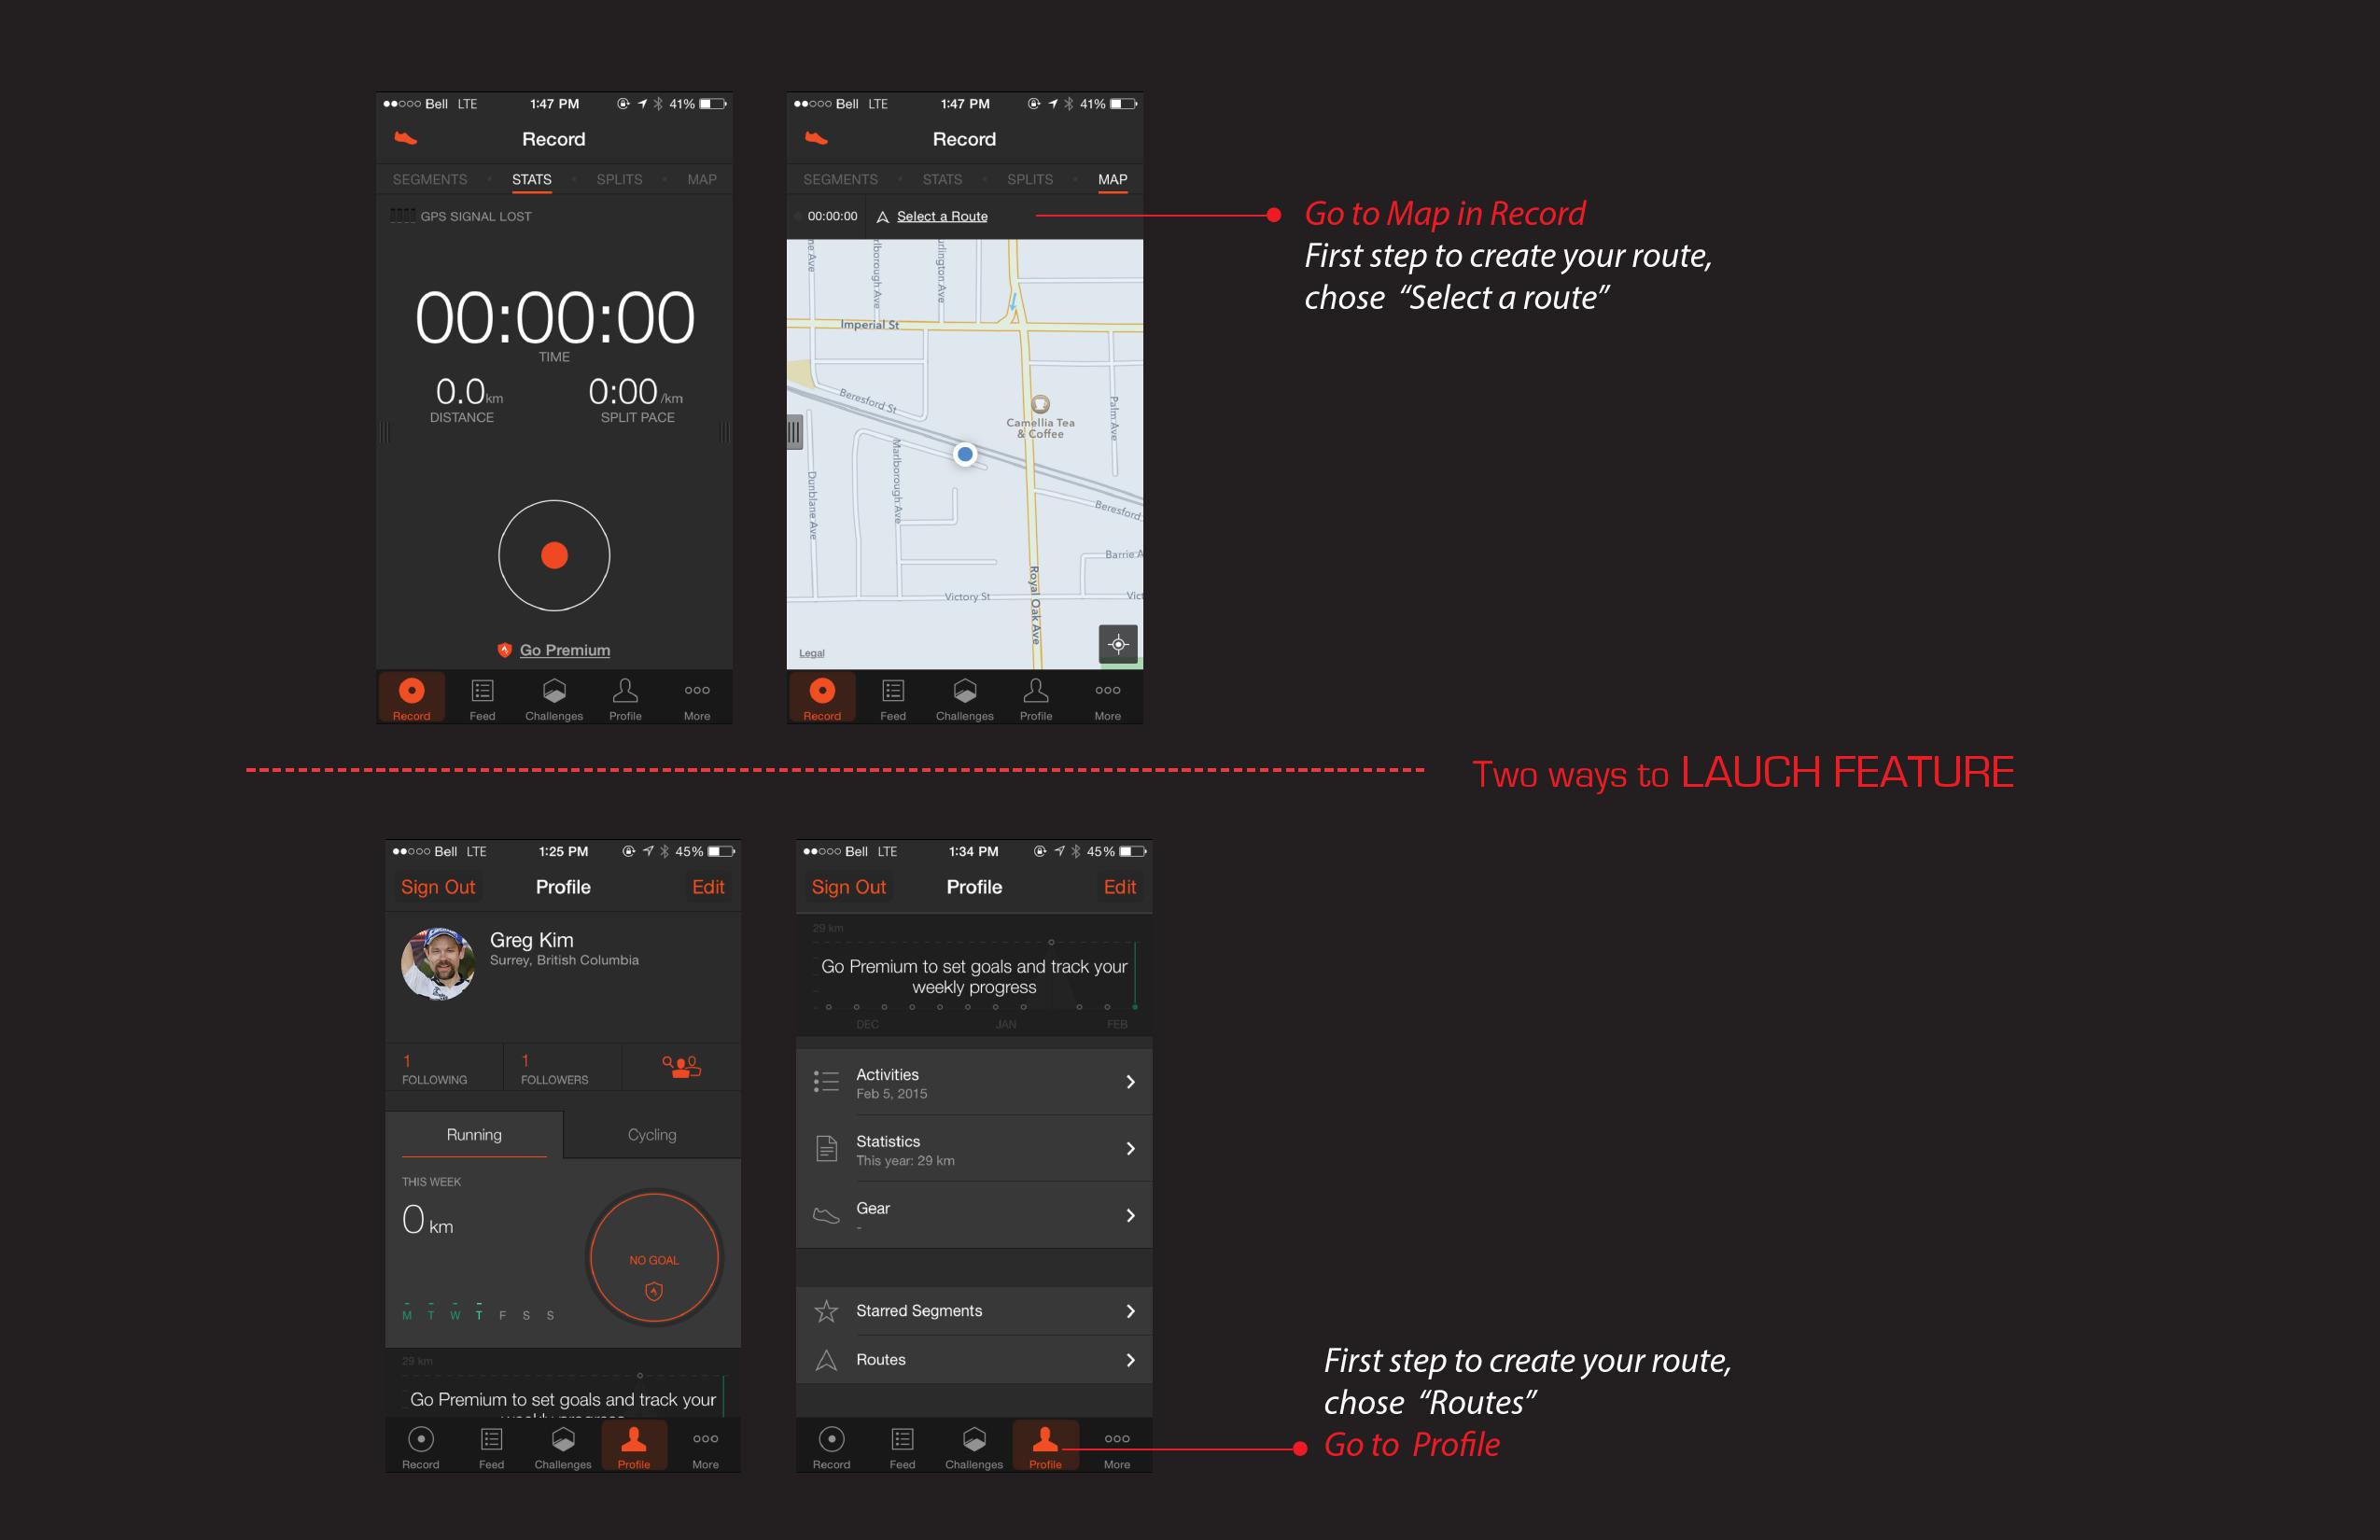 Bell LTE 1:47 PM 41%
Record
SEGMENTS STATS SPLITS MAP
GPS SIGNAL LOST
00:00:00
TIME
0.0 km 0:00 /km
DISTANCE SPLIT PACE
Go Premium
Record Feed Challenges Profile More
Bell LTE 1:47 PM 41%
Record
SEGMENTS STATS SPLITS MAP
00:00:00 Select a Route
Imperial St
Beresford St
Camellia Tea
& Coffee
Palm Ave
Marlborough Ave
Dunblane Ave
Beresford
Royal Oak Ave
Victory St
Legal
Record Feed Challenges Profile More
Go to Map in Record
First step to create your route,
chose “Select a route”
Two ways to LAUCH FEATURE
Bell LTE 1:25 PM 45%
Sign Out Profile Edit
Greg Kim
Surrey, British Columbia
1 1
FOLLOWING FOLLOWERS
Running Cycling
THIS WEEK
0 km
NO GOAL
M T W T F S S
29 km
Go Premium to set goals and track your
Record Feed Challenges Profile More
Bell LTE 1:34 PM 45%
Sign Out Profile Edit
29 km
Go Premium to set goals and track your
weekly progress
DEC JAN FEB
Activities
Feb 5, 2015
Statistics
This year: 29 km
Gear
-
Starred Segments
Routes
Record Feed Challenges Profile More
First step to create your route,
chose “Routes”
Go to Profile